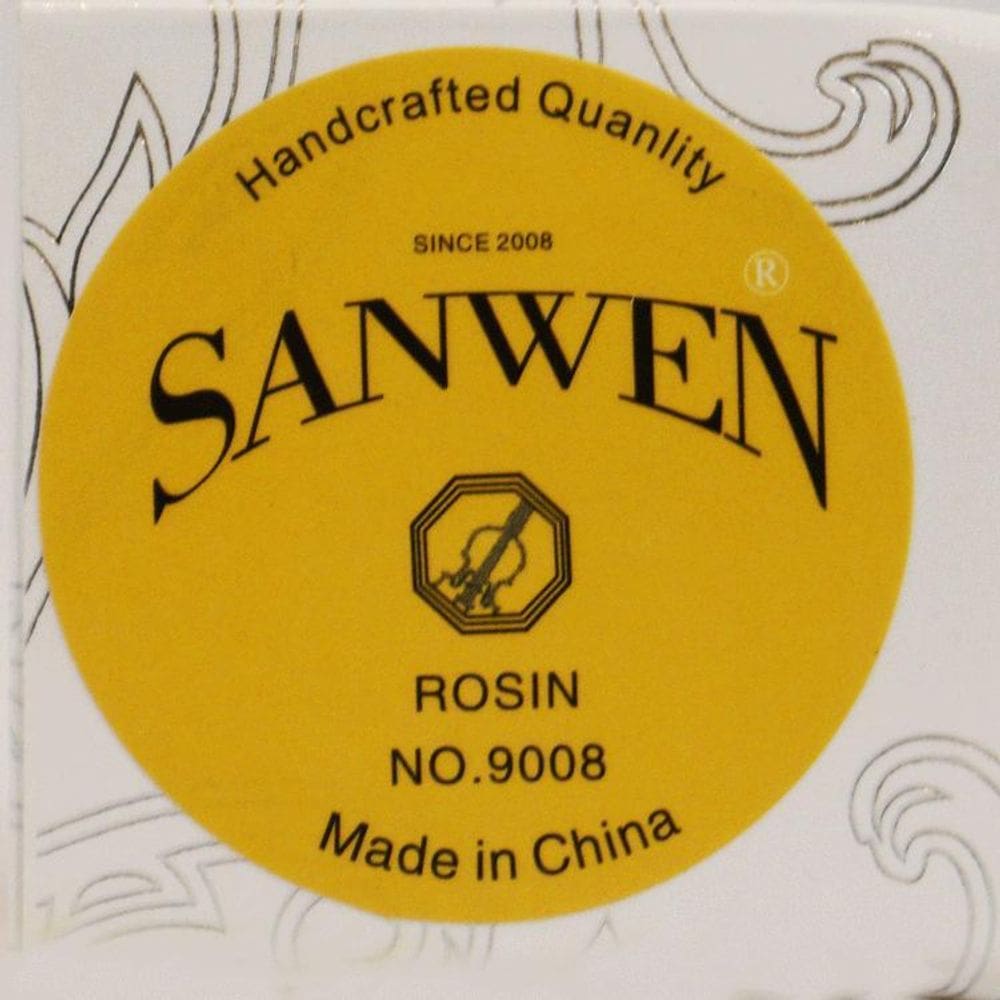 Handcrafted Quanlity
SINCE 2008
SANWEN ®
ROSIN
NO.9008
Made in China